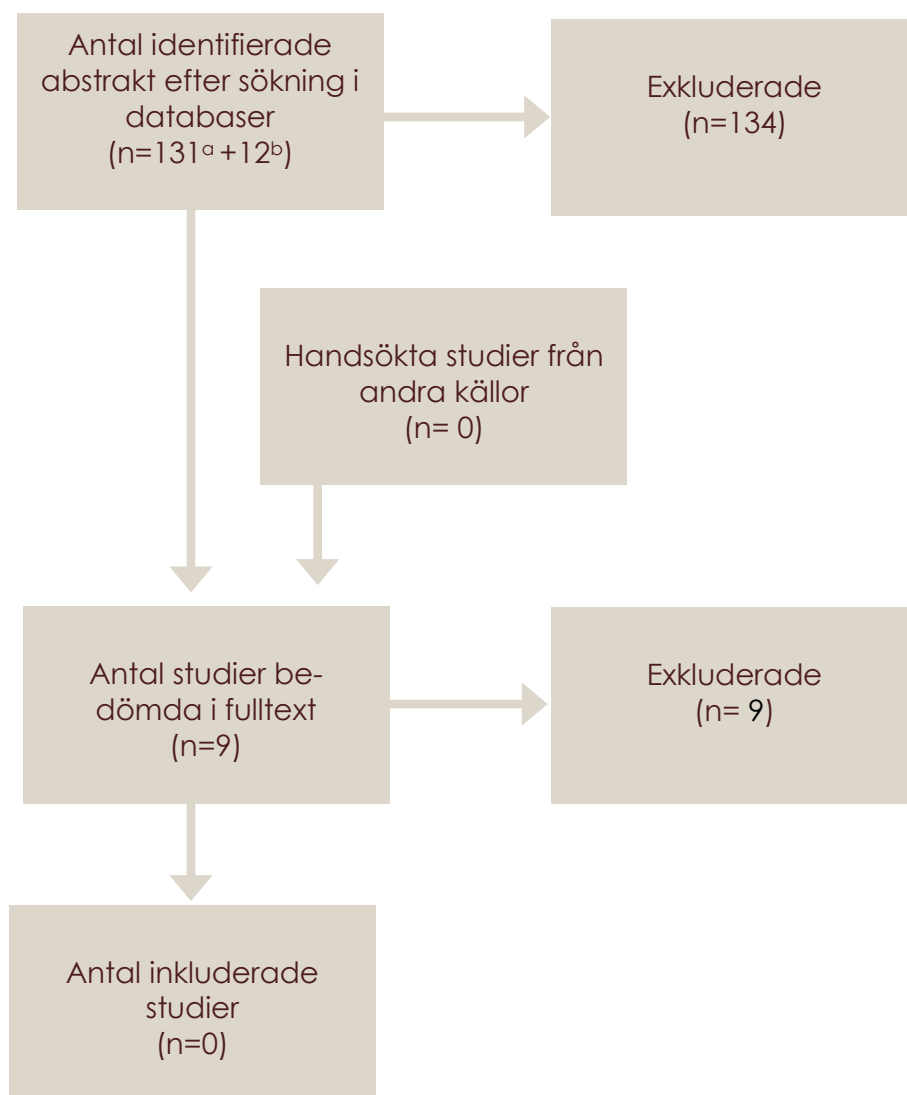 Antal identifierade
abstrakt efter sökning i
databaser
(n=131ᵃ +12ᵇ)
Exkluderade
(n=134)
Handsökta studier från
andra källor
(n= 0)
Antal studier be-
dömda i fulltext
(n=9)
Exkluderade
(n= 9)
Antal inkluderade
studier
(n=0)